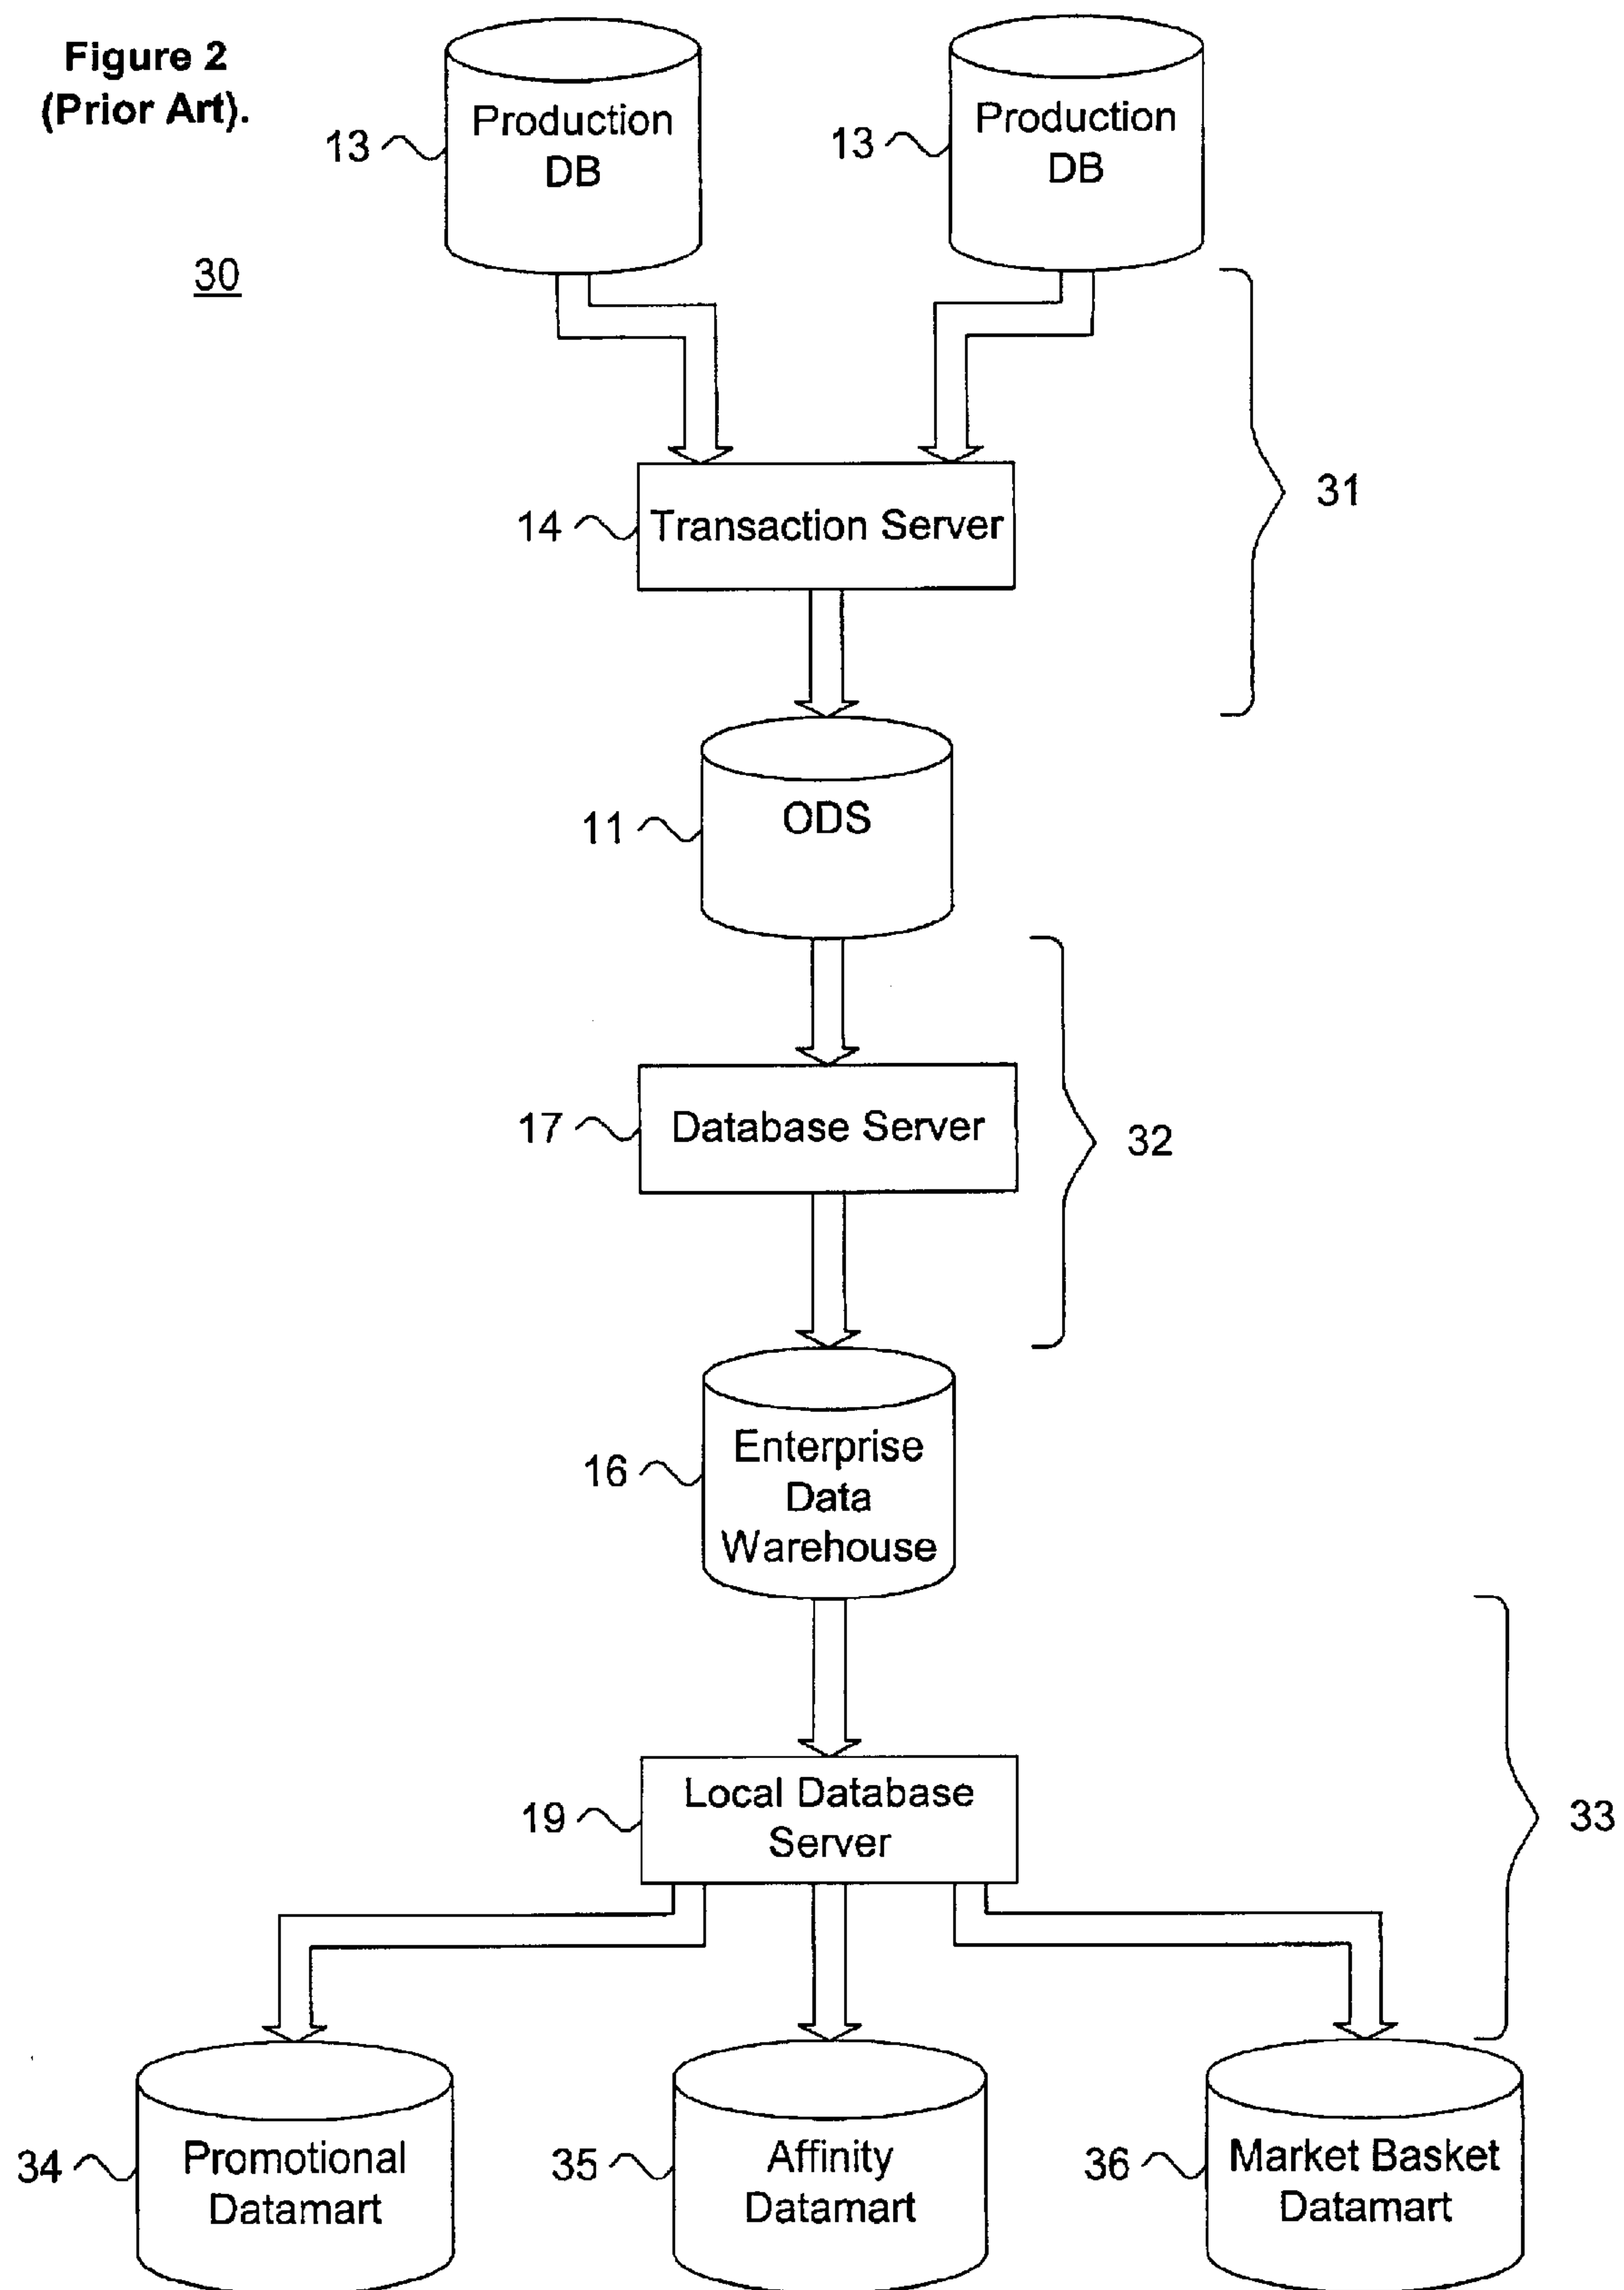 Figure 2
(Prior Art).
Production
DB
13
Production
DB
13
30
31
14
Transaction Server
11
ODS
17
Database Server
32
16
Enterprise
Data
Warehouse
19
Local Database
Server
33
34
Promotional
Datamart
35
Affinity
Datamart
36
Market Basket
Datamart